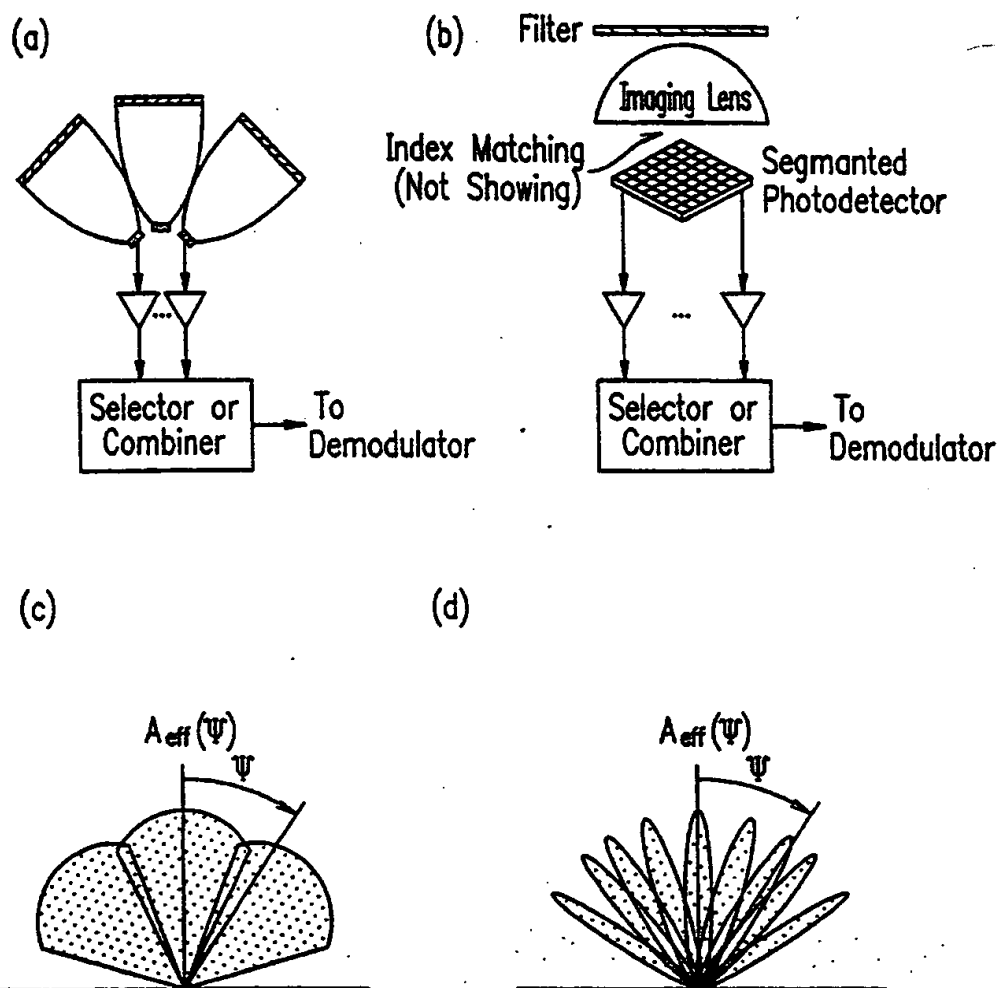 (a)
(b)
Filter
Imaging Lens
Index Matching
(Not Showing)
Segmanted
Photodetector
...
...
Selector or
Combiner
To
Demodulator
Selector or
Combiner
To
Demodulator
(c)
(d)
Aeff(Ψ)
Ψ
Aeff(Ψ)
Ψ